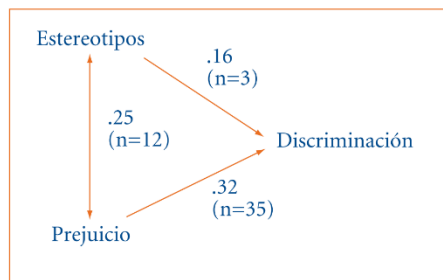 Estereotipos
.16
(n=3)
.25
(n=12)
Discriminación
.32
(n=35)
Prejuicio